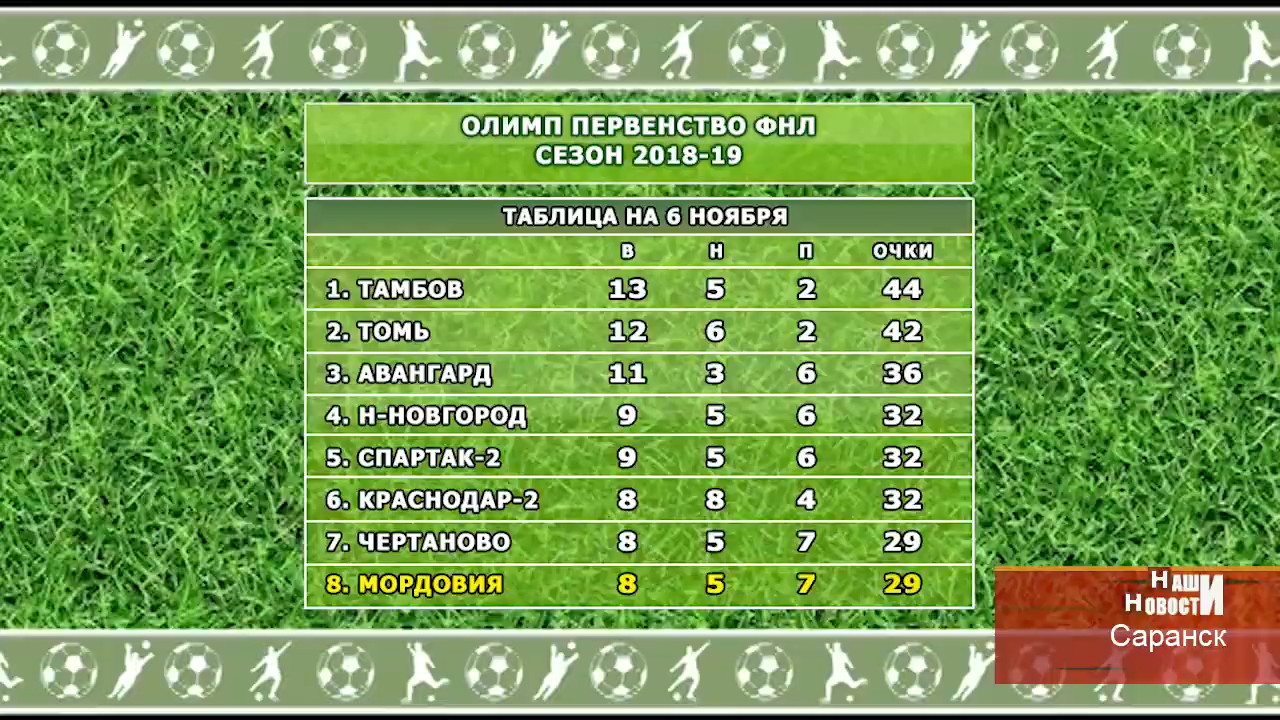 ОЛИМП ПЕРВЕНСТВО ФНЛ
СЕЗОН 2018-19
ТАБЛИЦА НА 6 НОЯБРЯ
В Н П ОЧКИ
1. ТАМБОВ 13 5 2 44
2. ТОМЬ 12 6 2 42
3. АВАНГАРД 11 3 6 36
4. Н-НОВГОРОД 9 5 6 32
5. СПАРТАК-2 9 5 6 32
6. КРАСНОДАР-2 8 8 4 32
7. ЧЕРТАНОВО 8 5 7 29
8. МОРДОВИЯ 8 5 7 29
НАШИ
НОВОСТИ
Саранск